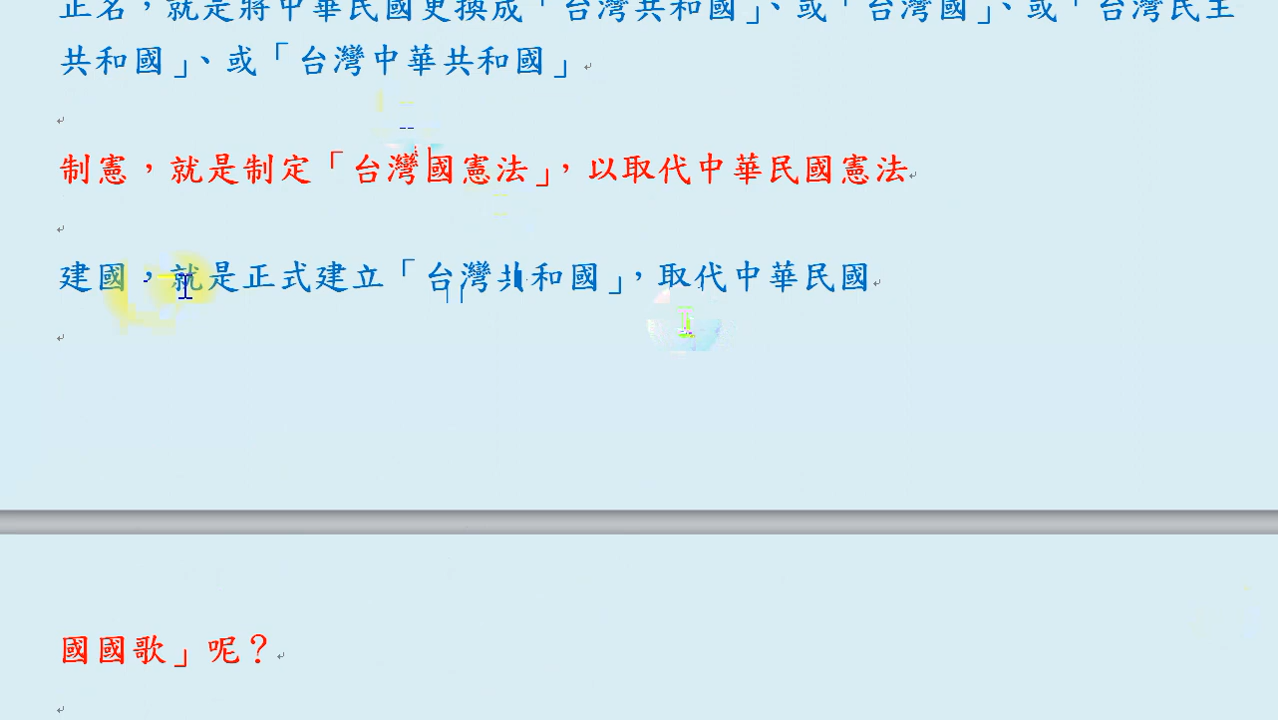 正名，就是將中華民國更換成「台灣共和國」、或「台灣國」、或「台灣民主
共和國」、或「台灣中華共和國」
制憲，就是制定「台灣國憲法」，以取代中華民國憲法
建國，就是正式建立「台灣共和國」，取代中華民國
國國歌」呢？